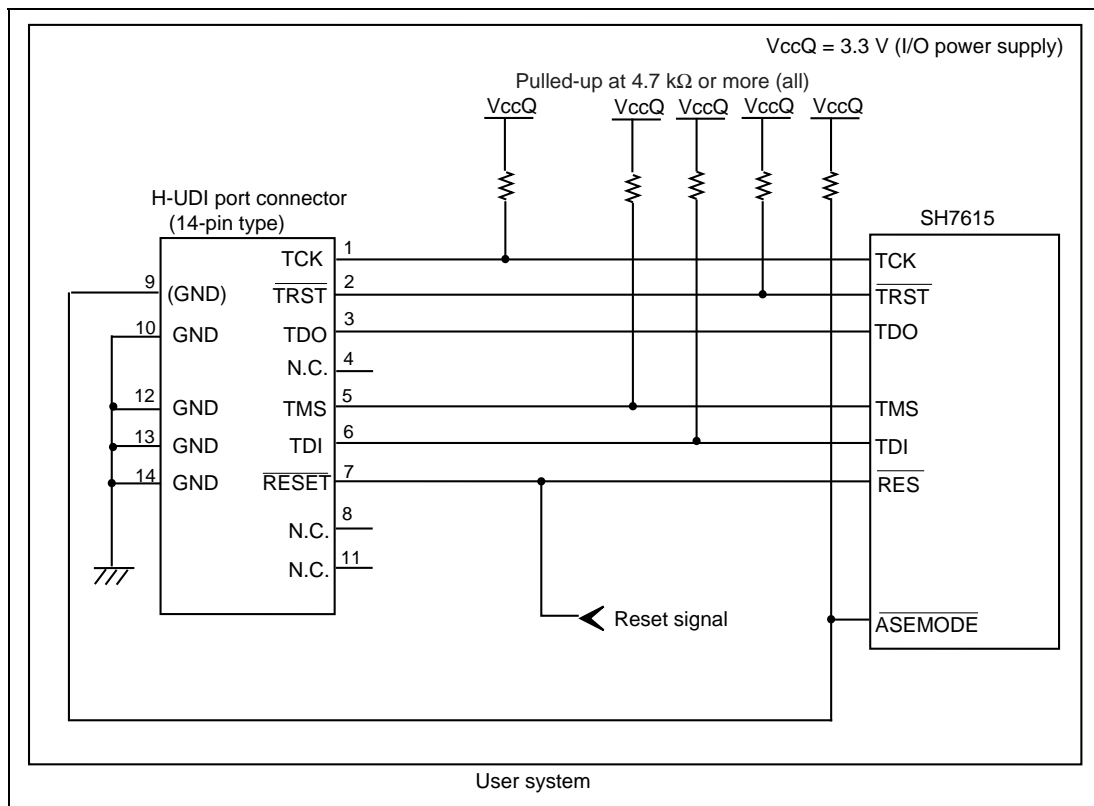 VccQ = 3.3 V (I/O power supply)
Pulled-up at 4.7 kΩ or more (all)
VccQ VccQ VccQ VccQ VccQ
H-UDI port connector
(14-pin type)
SH7615
TCK 1 TCK
9 (GND) TRST 2 TRST
10 GND TDO 3 TDO
N.C. 4
12 GND TMS 5 TMS
13 GND TDI 6 TDI
14 GND RESET 7 RES
N.C. 8
N.C. 11
Reset signal
ASEMODE
User system